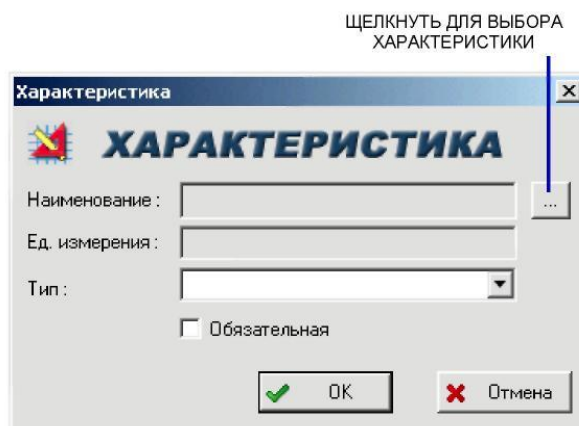 ЩЕЛКНУТЬ ДЛЯ ВЫБОРА
ХАРАКТЕРИСТИКИ
Характеристика
ХАРАКТЕРИСТИКА
Наименование :
...
Ед. измерения :
Тип :
Обязательная
OK
Отмена